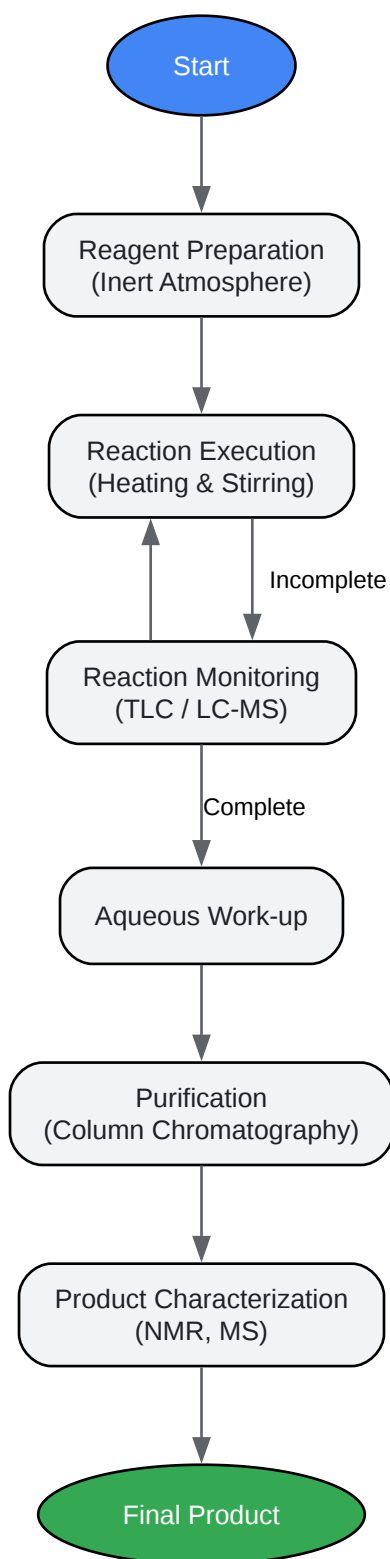 Start
Reagent Preparation
(Inert Atmosphere)
Reaction Execution
(Heating & Stirring)
Incomplete
Reaction Monitoring
(TLC / LC-MS)
Complete
Aqueous Work-up
Purification
(Column Chromatography)
Product Characterization
(NMR, MS)
Final Product